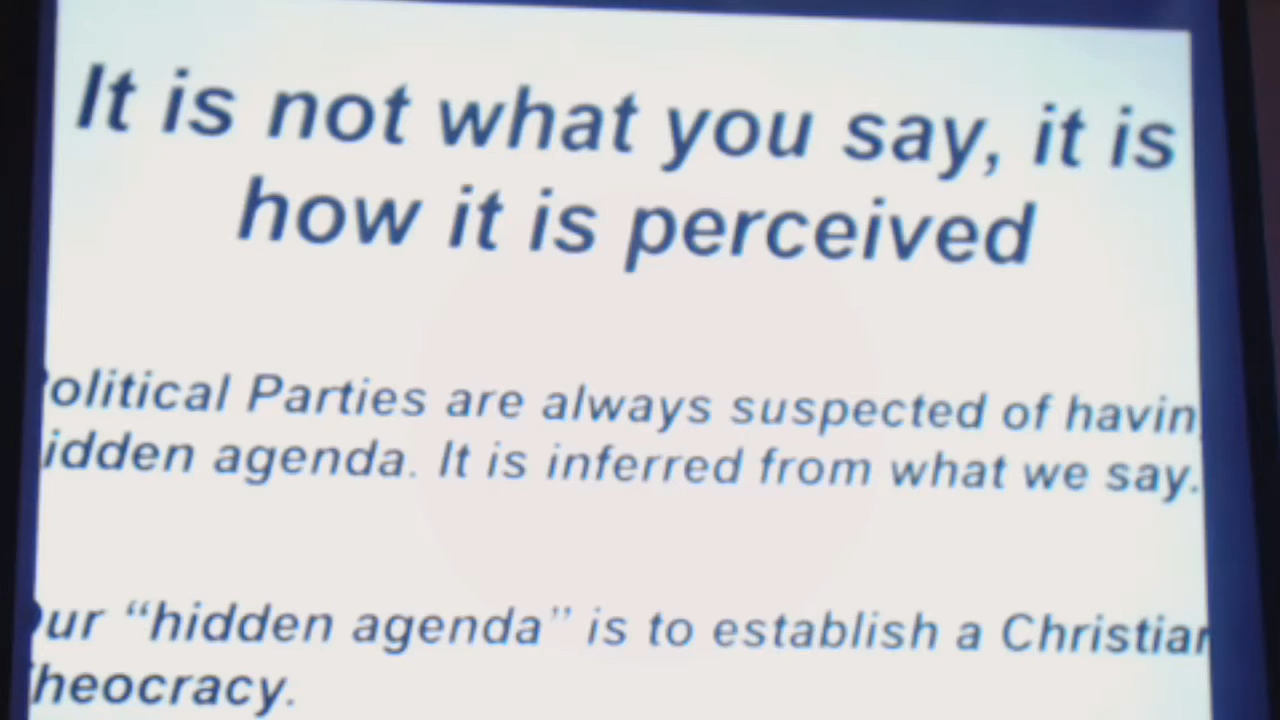 It is not what you say, it is
how it is perceived
olitical Parties are always suspected of havin
idden agenda. It is inferred from what we say.
ur “hidden agenda” is to establish a Christian
heocracy.